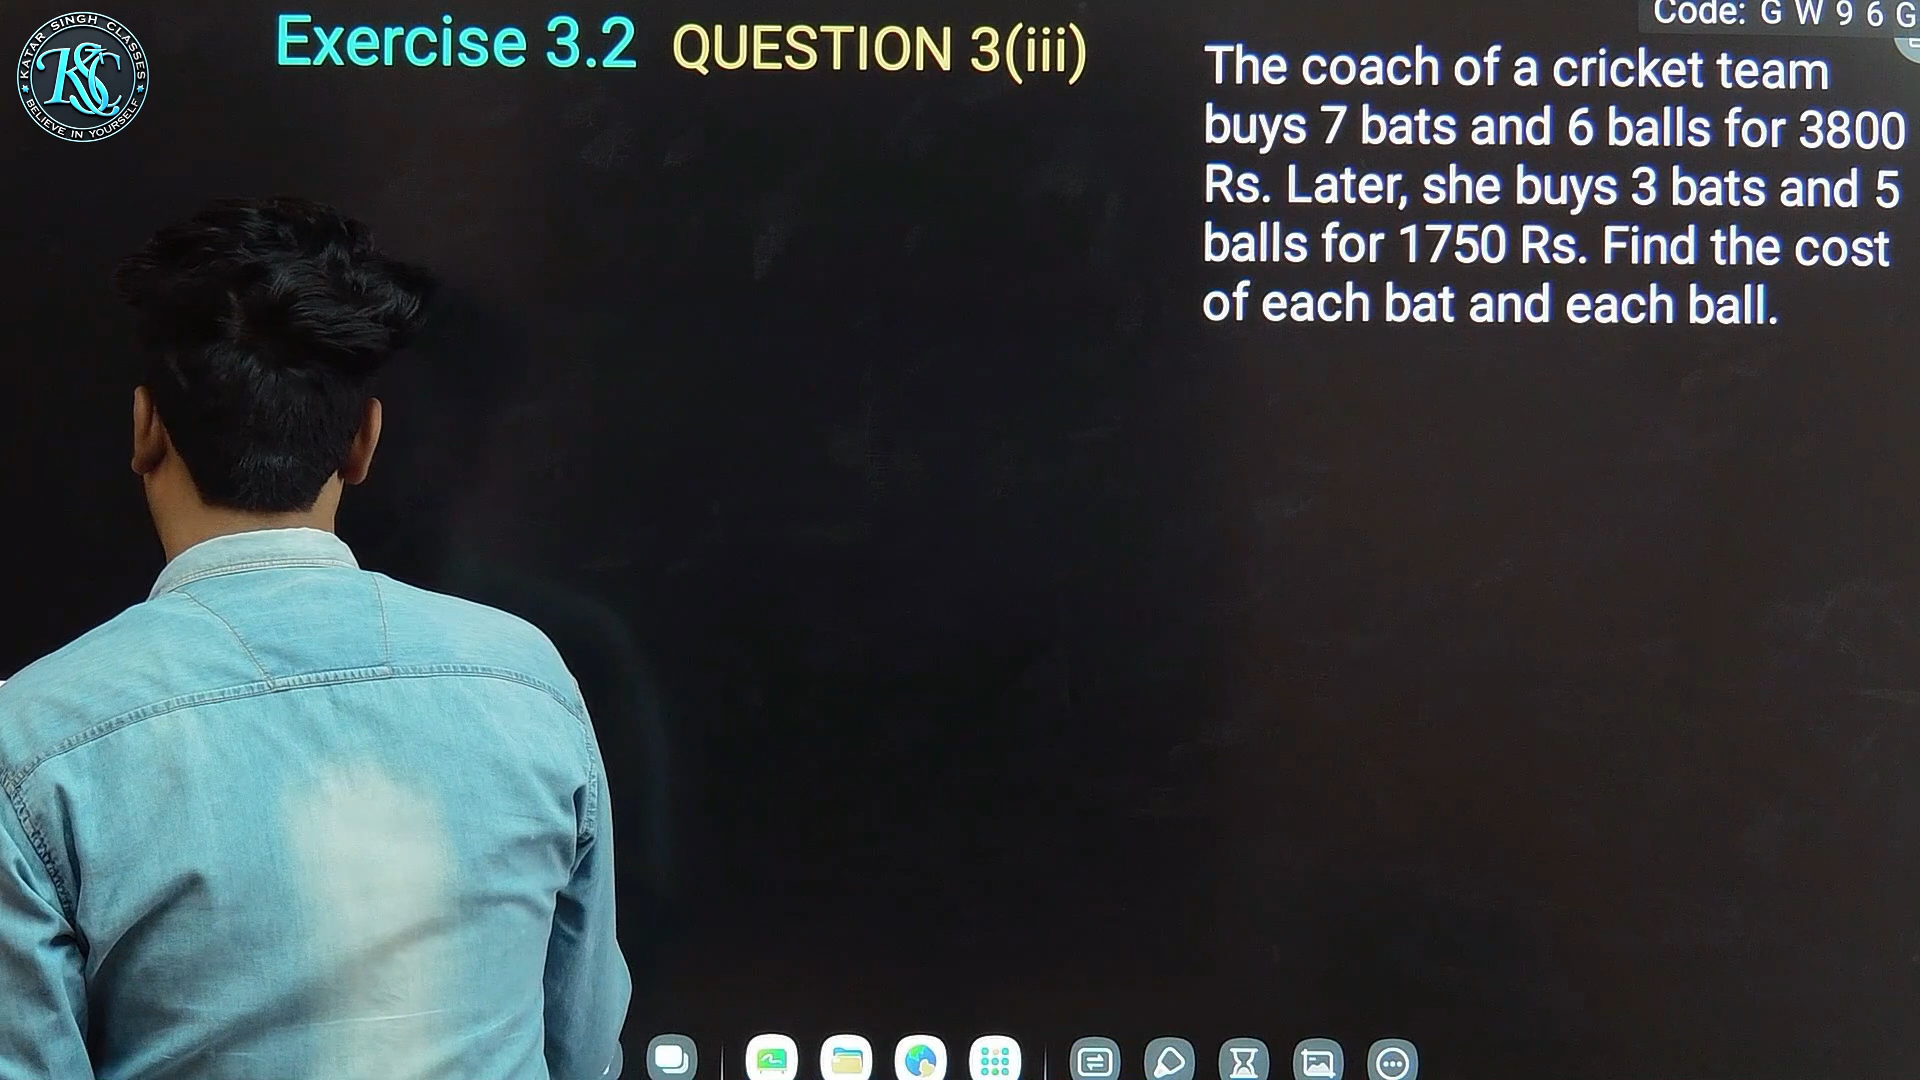 KATAR SINGH CLASSES
KSC
BELIEVE IN YOURSELF
Exercise 3.2 QUESTION 3(iii)
Code: G W 9 6 G
The coach of a cricket team
buys 7 bats and 6 balls for 3800
Rs. Later, she buys 3 bats and 5
balls for 1750 Rs. Find the cost
of each bat and each ball.